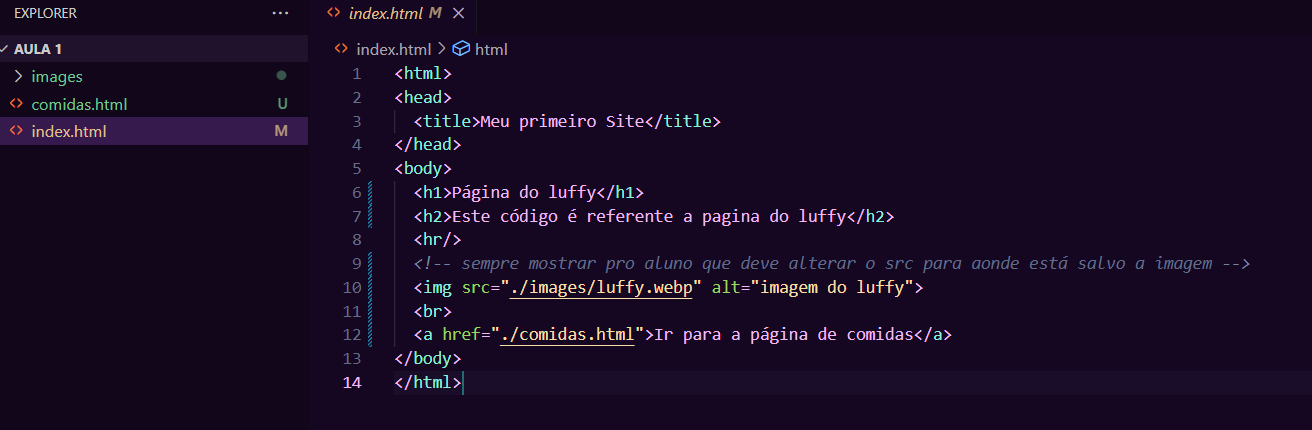 EXPLORER ...
AULA 1
images
comidas.html U
index.html M
index.html M
index.html > html
1 <html>
2 <head>
3 <title>Meu primeiro Site</title>
4 </head>
5 <body>
6 <h1>Página do luffy</h1>
7 <h2>Este código é referente a pagina do luffy</h2>
8 <hr/>
9 <!-- sempre mostrar pro aluno que deve alterar o src para aonde está salvo a imagem -->
10 <img src="./images/luffy.webp" alt="imagem do luffy">
11 <br>
12 <a href="./comidas.html">Ir para a página de comidas</a>
13 </body>
14 </html>